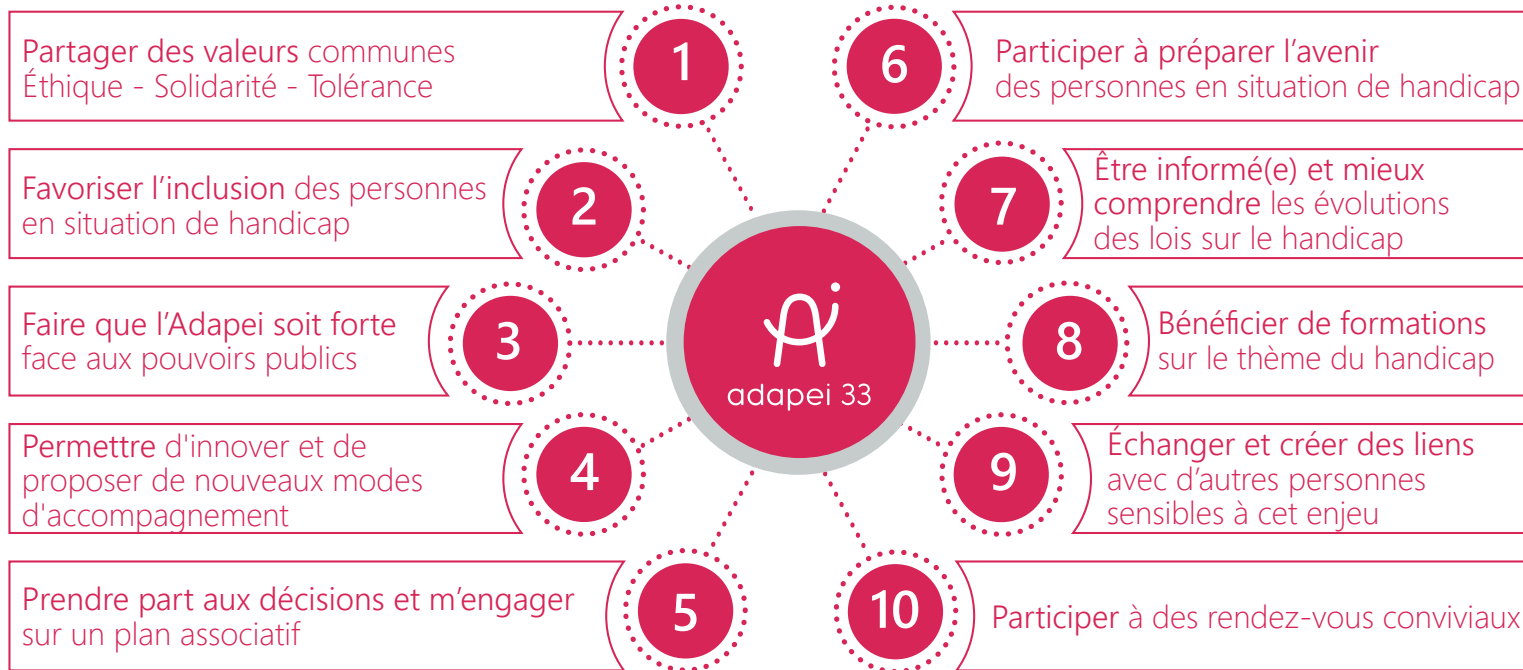 1
Partager des valeurs communes
Éthique - Solidarité - Tolérance
2
Favoriser l’inclusion des personnes
en situation de handicap
3
Faire que l’Adapei soit forte
face aux pouvoirs publics
4
Permettre d'innover et de
proposer de nouveaux modes
d'accompagnement
5
Prendre part aux décisions et m’engager
sur un plan associatif
adapei 33
6
Participer à préparer l’avenir
des personnes en situation de handicap
7
Être informé(e) et mieux
comprendre les évolutions
des lois sur le handicap
8
Bénéficier de formations
sur le thème du handicap
9
Échanger et créer des liens
avec d’autres personnes
sensibles à cet enjeu
10
Participer à des rendez-vous conviviaux